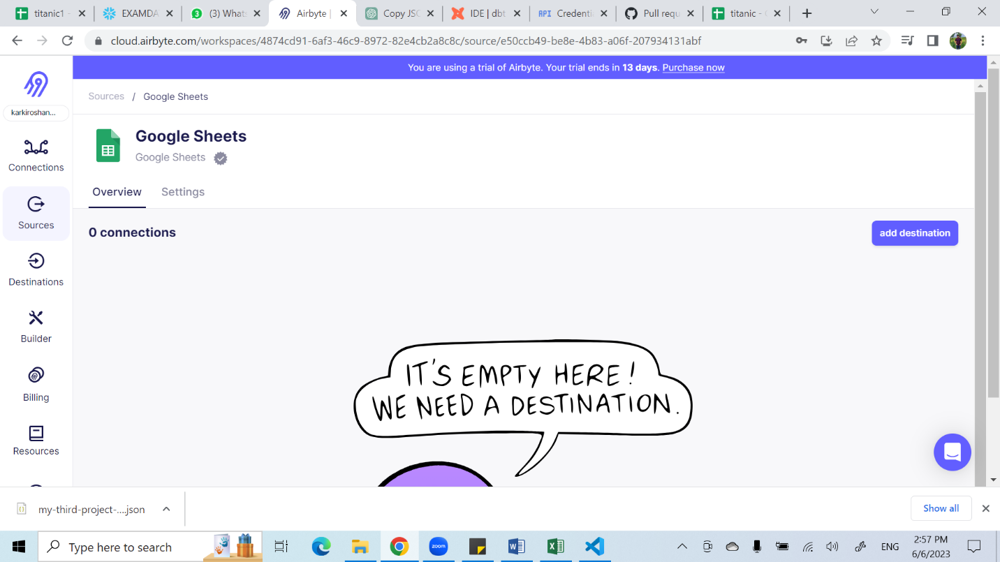 titanic1 -
EXAMDA
(3) Whats
Airbyte |
Copy JSO
IDE | dbt
API Credenti
Pull requ
titanic - G
cloud.airbyte.com/workspaces/4874cd91-6af3-46c9-8972-82e4cb2a8c8c/source/e50ccb49-be8e-4b83-a06f-207934131abf
You are using a trial of Airbyte. Your trial ends in 13 days. Purchase now
karkiroshan...
Connections
Sources
Destinations
Builder
Billing
Resources
Sources / Google Sheets
Google Sheets
Google Sheets
Overview Settings
0 connections
add destination
IT'S EMPTY HERE!
WE NEED A DESTINATION.
my-third-project-....json
Show all
Type here to search
zoom
ENG
2:57 PM
6/6/2023